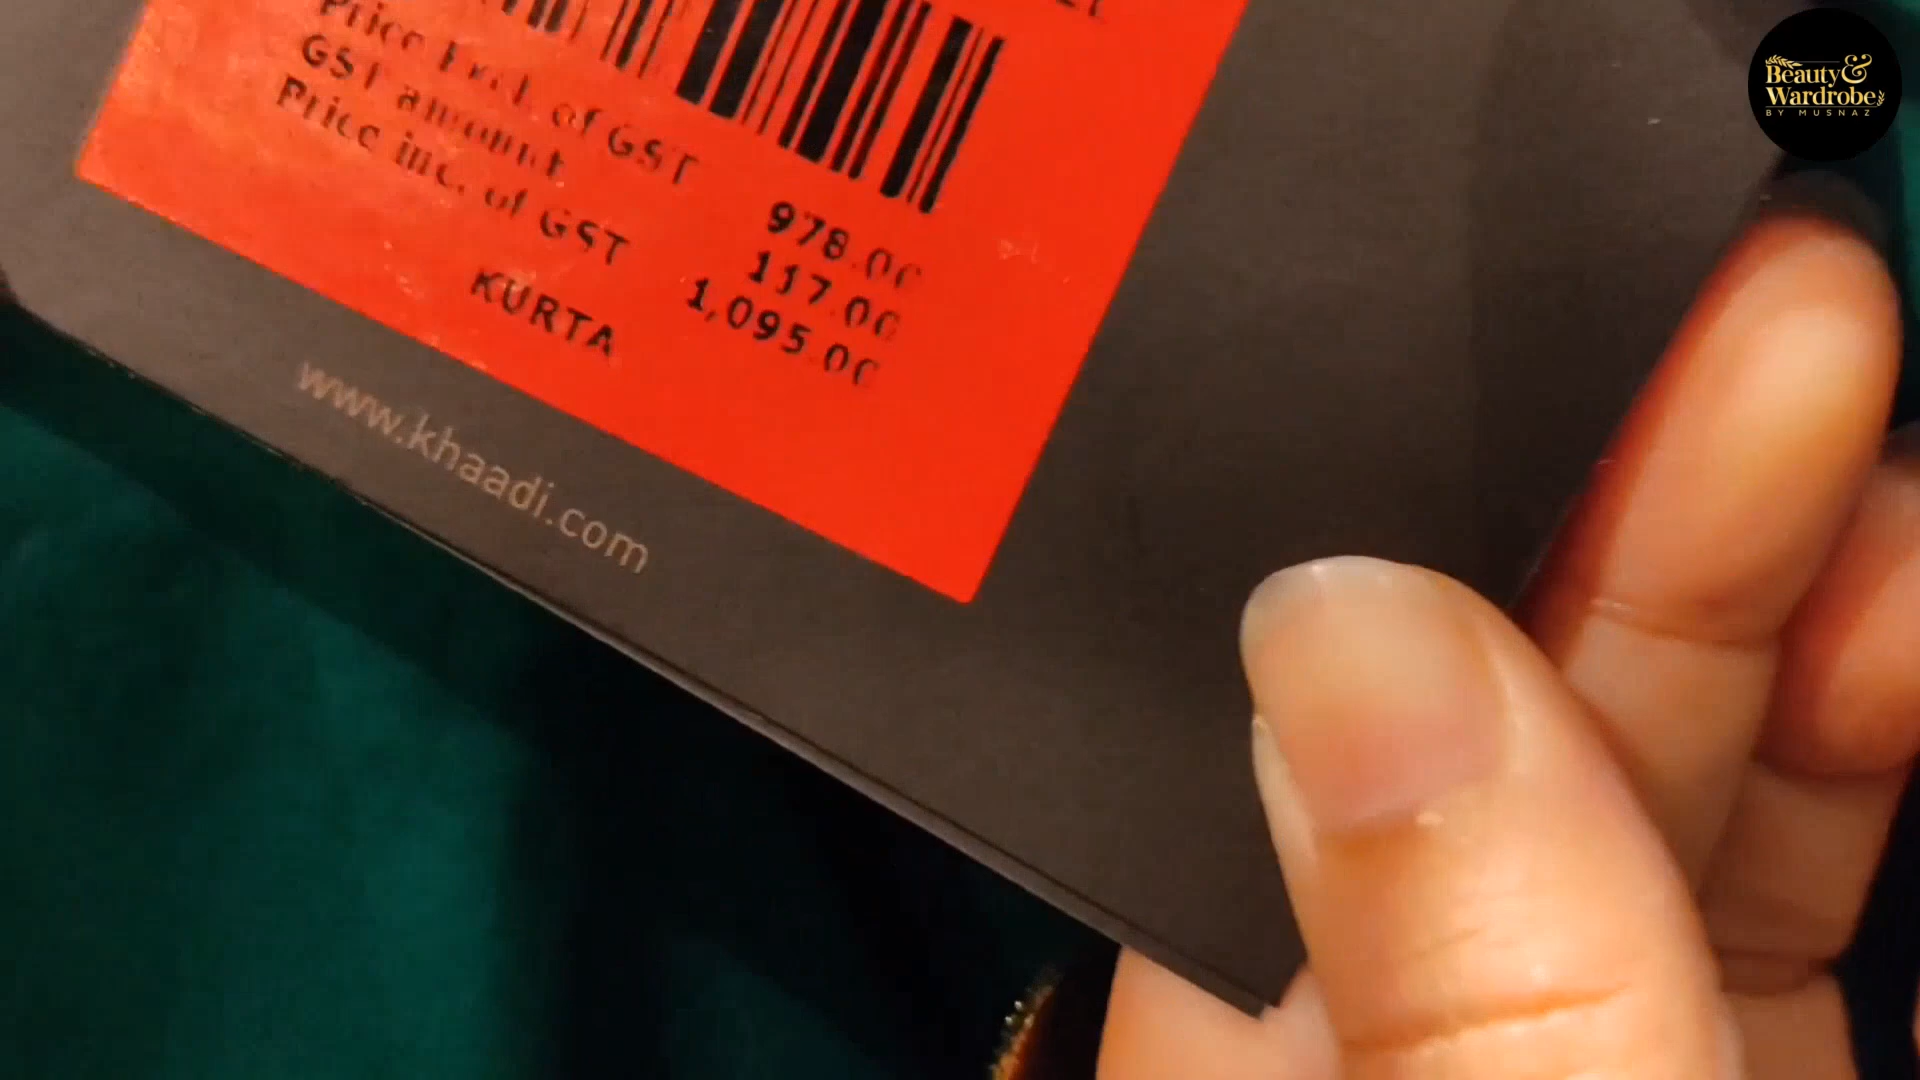 Price Excl. of GST 978.00
GST amount 117.00
Price inc. of GST 1,095.00
KURTA
www.khaadi.com
Beauty&
Wardrobe
BY MUSNAZ